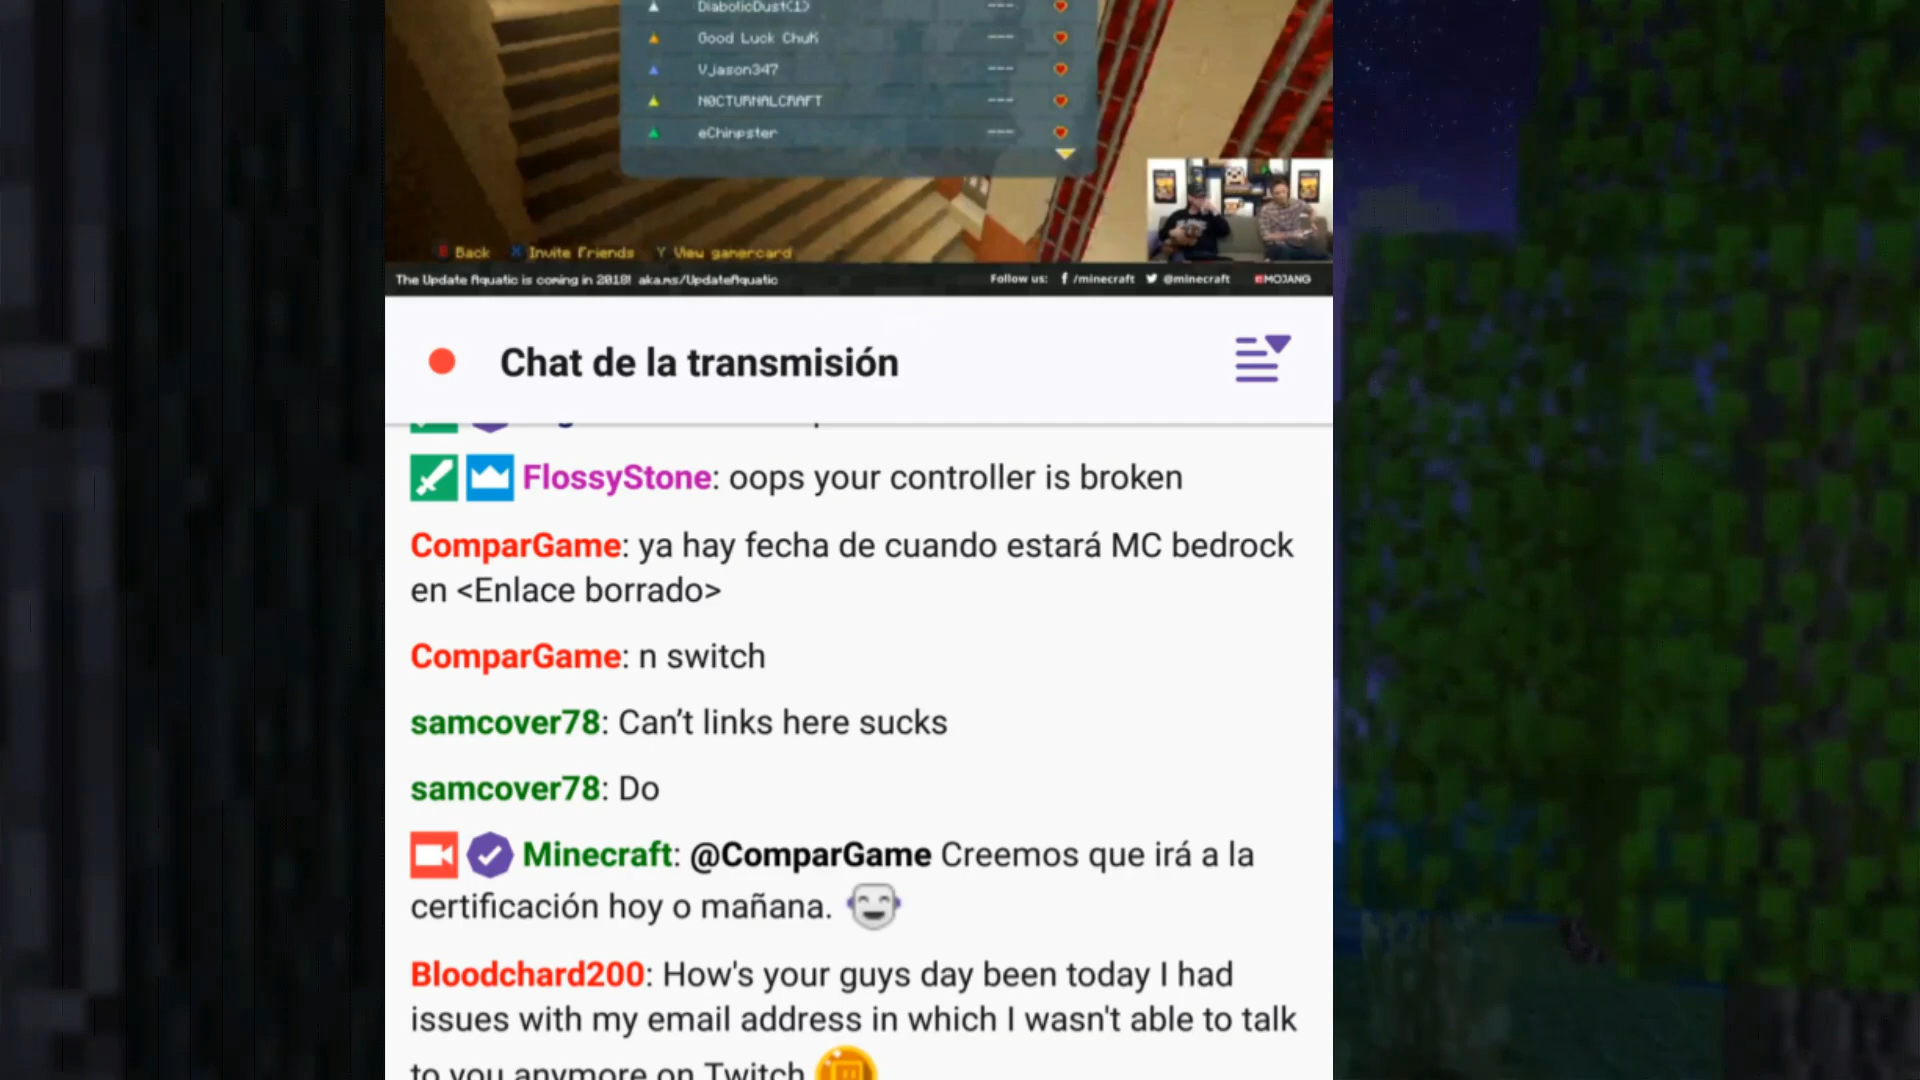 DiabolicDust(1) ---
Good Luck ChuK ---
Vjason347 ---
N0CTURNALCRAFT ---
eChimpster ---
B Back X Invite Friends Y View gamercard
The Update Aquatic is coming in 2018! aka.ms/UpdateAquatic Follow us: f /minecraft @minecraft MOJANG
Chat de la transmisión
FlossyStone: oops your controller is broken
ComparGame: ya hay fecha de cuando estará MC bedrock
en <Enlace borrado>
ComparGame: n switch
samcover78: Can’t links here sucks
samcover78: Do
Minecraft: @ComparGame Creemos que irá a la
certificación hoy o mañana.
Bloodchard200: How's your guys day been today I had
issues with my email address in which I wasn't able to talk
to you anymore on Twitch